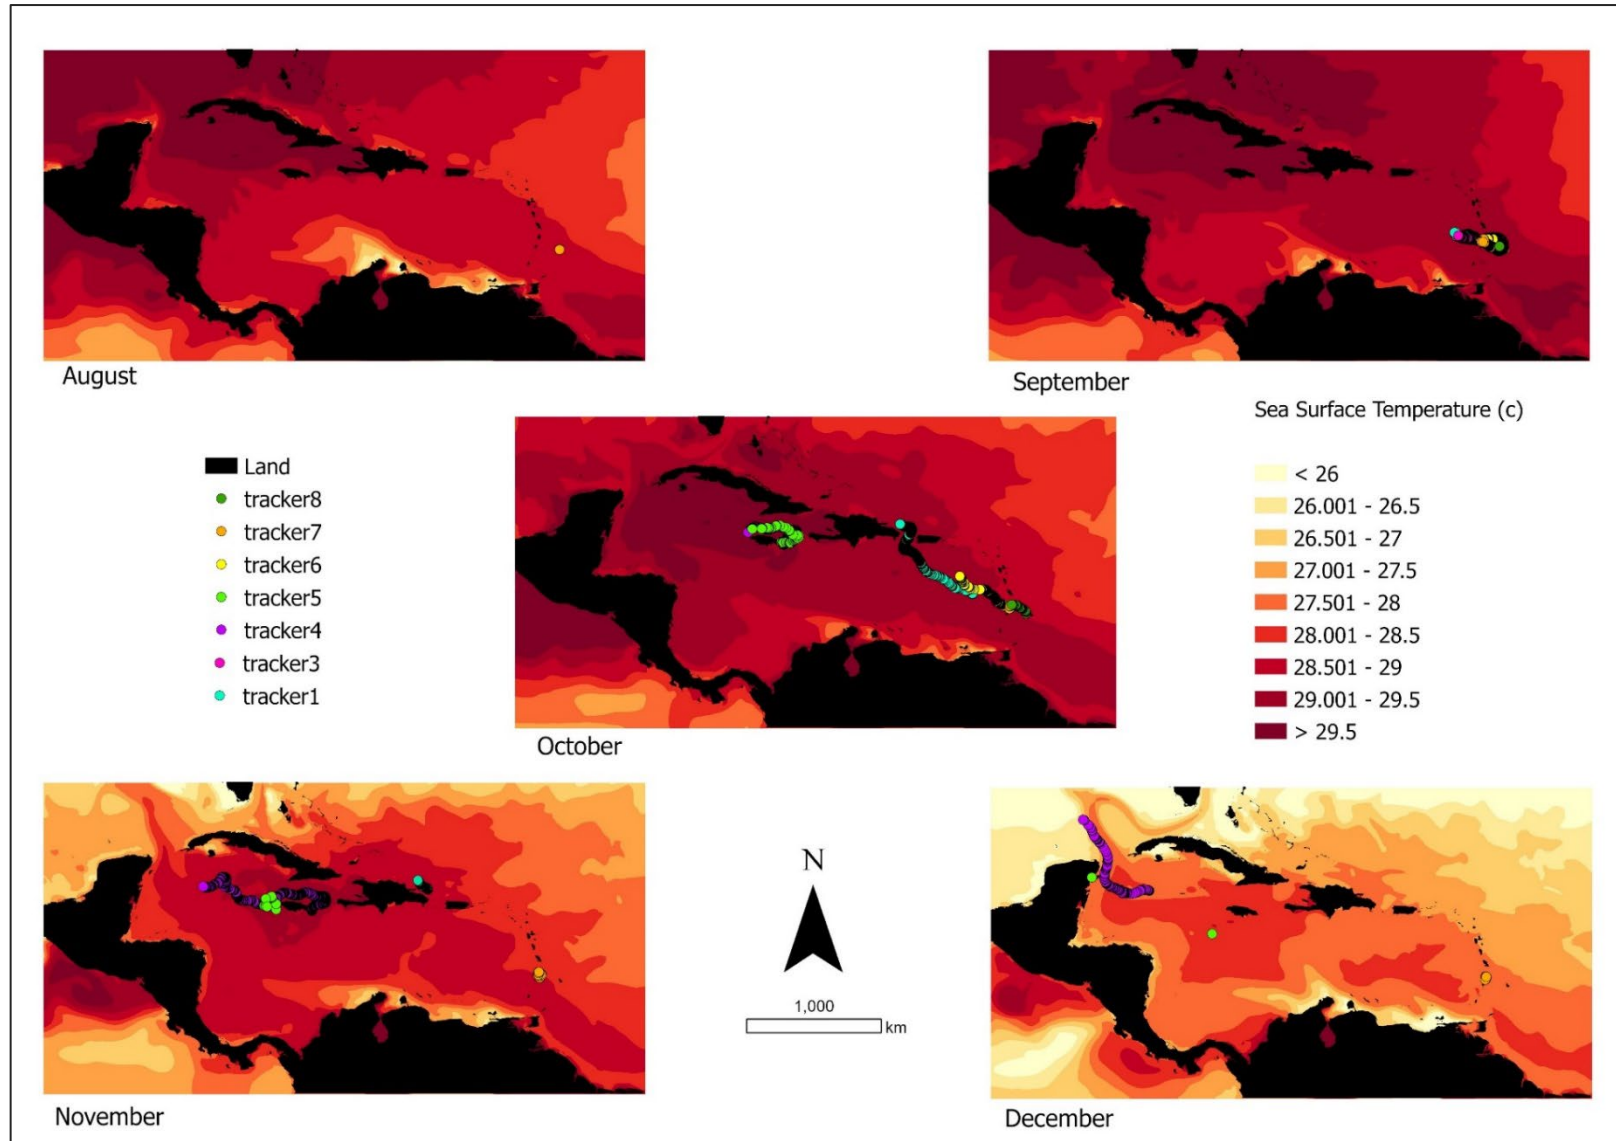 August
September
Sea Surface Temperature (c)
Land
tracker8
tracker7
tracker6
tracker5
tracker4
tracker3
tracker1
< 26
26.001 - 26.5
26.501 - 27
27.001 - 27.5
27.501 - 28
28.001 - 28.5
28.501 - 29
29.001 - 29.5
> 29.5
October
N
1,000
km
November
December